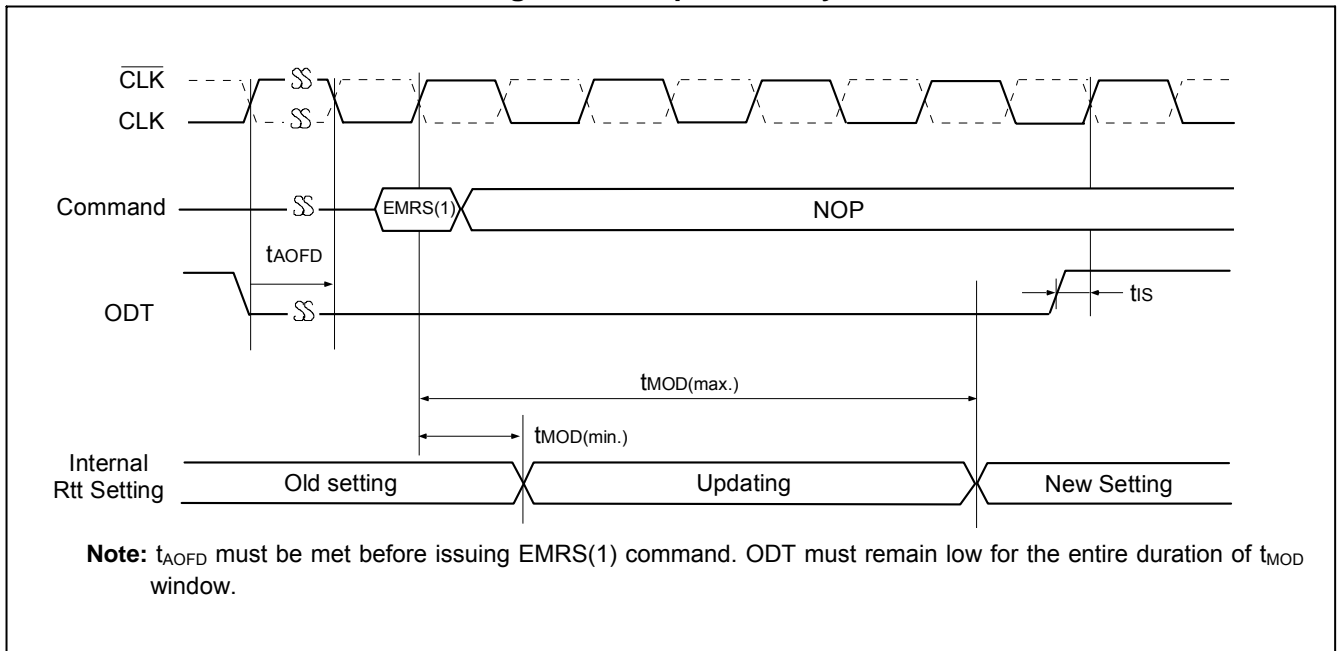 CLK
CLK
Command
EMRS(1)
NOP
tAOFD
ODT
tIS
tMOD(max.)
tMOD(min.)
Internal
Rtt Setting
Old setting
Updating
New Setting
Note: tAOFD must be met before issuing EMRS(1) command. ODT must remain low for the entire duration of tMOD
window.